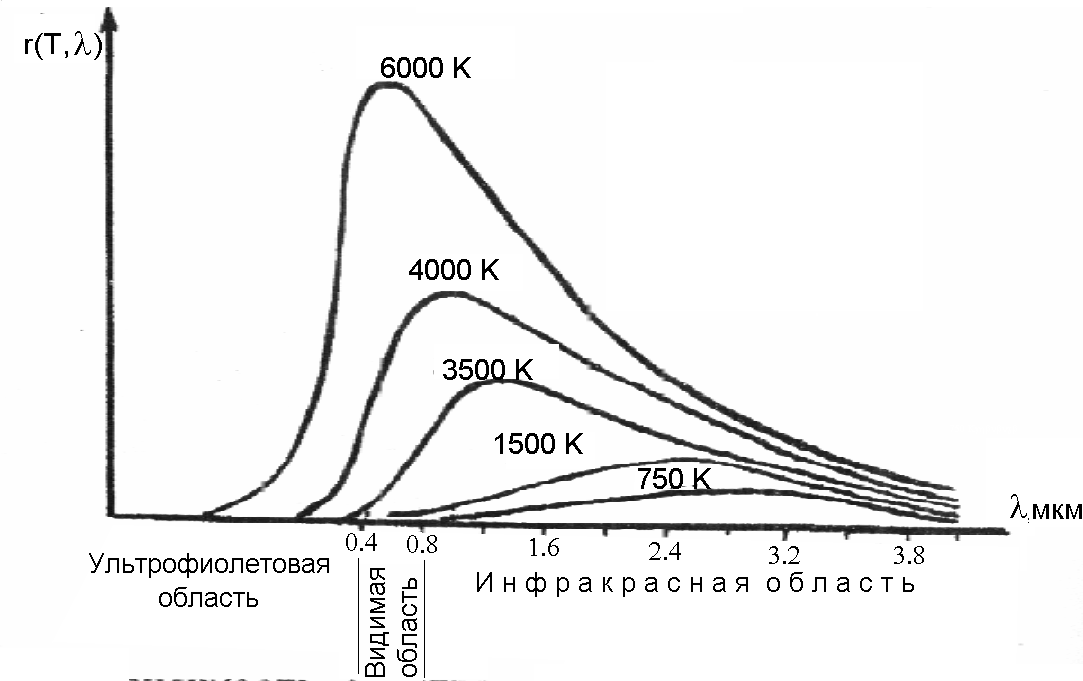 r(T,λ)
6000 K
4000 K
3500 K
1500 K
750 K
λ,мкм
0.4
0.8
1.6
2.4
3.2
3.8
Ультрофиолетовая
область
Видимая
область
Инфракрасная область